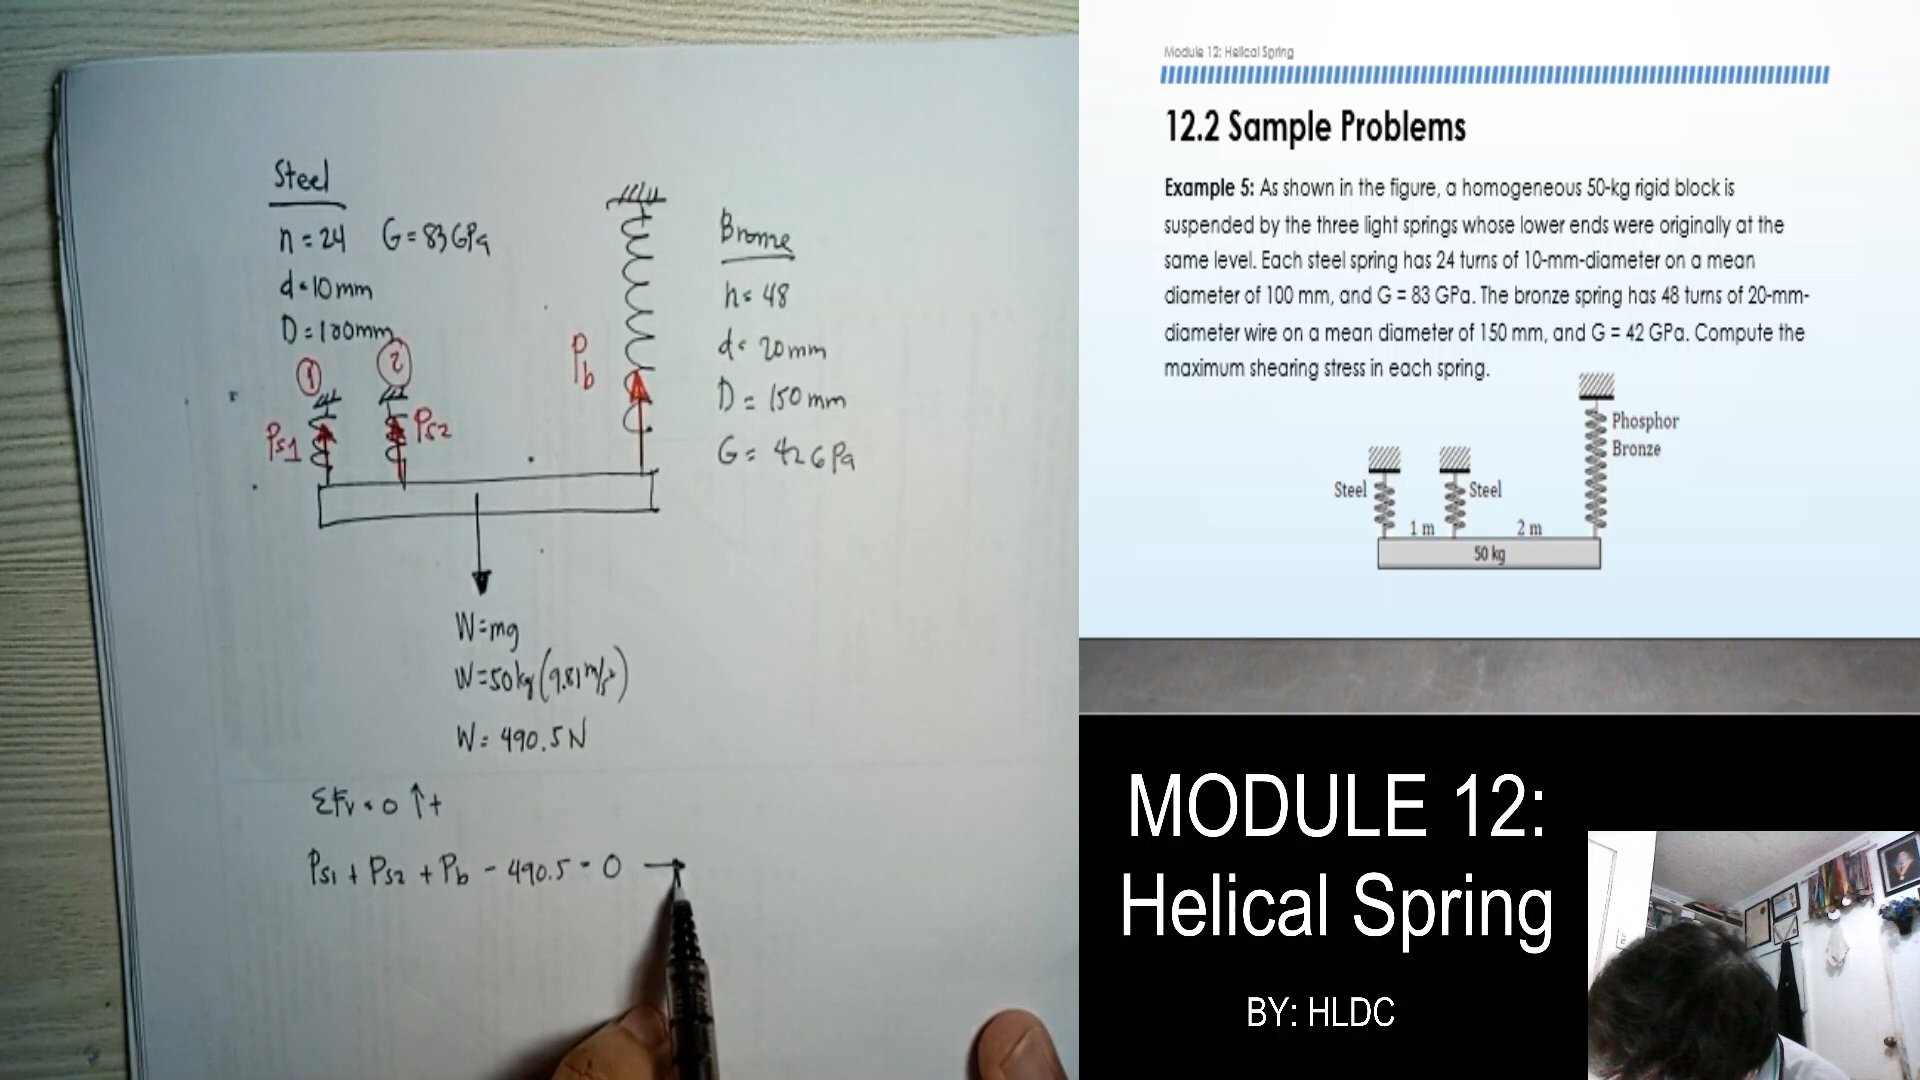 Steel
n = 24 G = 83 GPa
d = 10 mm
D = 100mm
1
2
Ps1
Ps2
Pb
Bronze
n = 48
d = 20mm
D = 150 mm
G = 42 GPa
W = mg
W = 50kg (9.81 m/s²)
W = 490.5 N
ΣFv = 0 ↑+
Ps1 + Ps2 + Pb - 490.5 = 0 →
Module 12: Helical Spring
12.2 Sample Problems
Example 5: As shown in the figure, a homogeneous 50-kg rigid block is
suspended by the three light springs whose lower ends were originally at the
same level. Each steel spring has 24 turns of 10-mm-diameter on a mean
diameter of 100 mm, and G = 83 GPa. The bronze spring has 48 turns of 20-mm-
diameter wire on a mean diameter of 150 mm, and G = 42 GPa. Compute the
maximum shearing stress in each spring.
Phosphor
Bronze
Steel
Steel
1 m
2 m
50 kg
MODULE 12:
Helical Spring
BY: HLDC